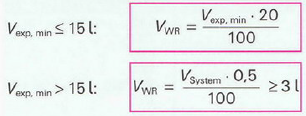 V_exp, min ≤ 15 l: V_WR = V_exp, min · 20 / 100
V_exp, min > 15 l: V_WR = V_System · 0,5 / 100 ≥ 3 l